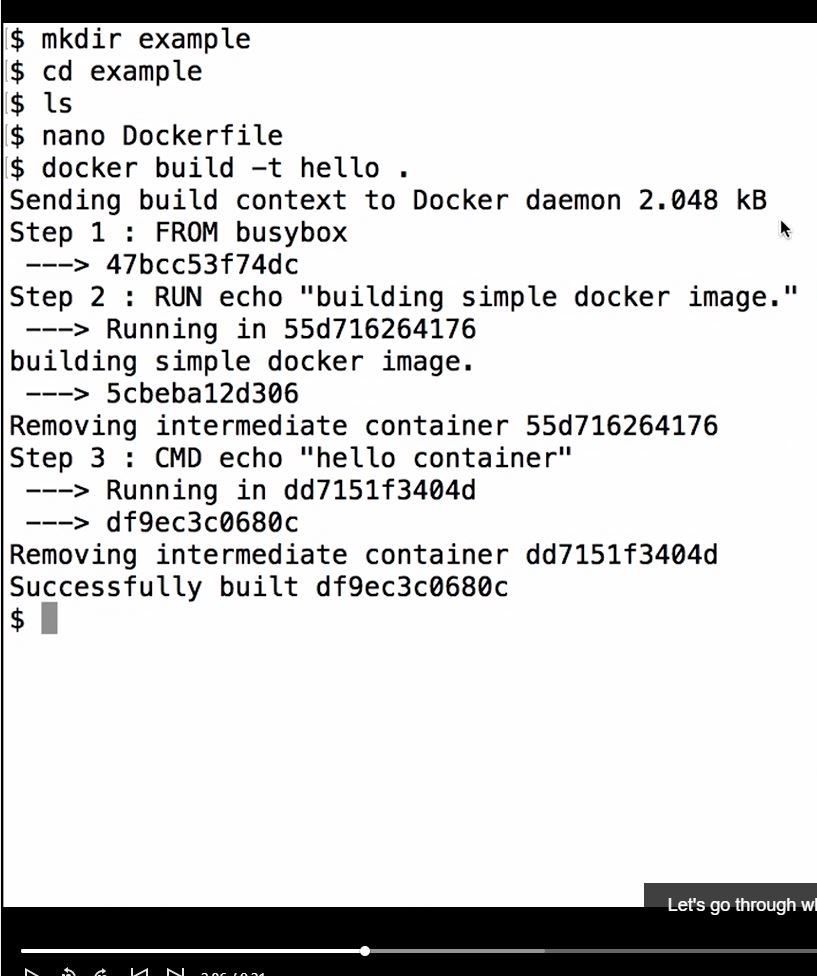 $ mkdir example
$ cd example
$ ls
$ nano Dockerfile
$ docker build -t hello .
Sending build context to Docker daemon 2.048 kB
Step 1 : FROM busybox
---> 47bcc53f74dc
Step 2 : RUN echo "building simple docker image."
---> Running in 55d716264176
building simple docker image.
---> 5cbeba12d306
Removing intermediate container 55d716264176
Step 3 : CMD echo "hello container"
---> Running in dd7151f3404d
---> df9ec3c0680c
Removing intermediate container dd7151f3404d
Successfully built df9ec3c0680c
$
Let's go through